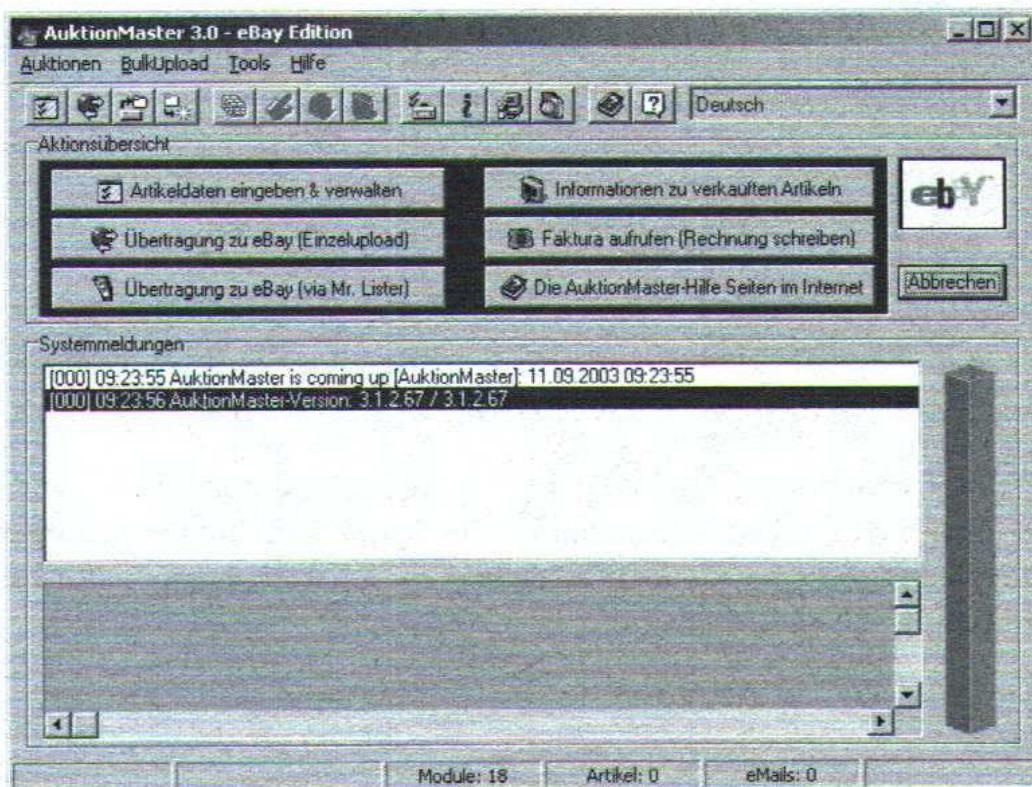 AuktionMaster 3.0 - eBay Edition
Auktionen BulkUpload Tools Hilfe
Deutsch
Aktionsübersicht
Artikeldaten eingeben & verwalten
Informationen zu verkauften Artikeln
ebY
Übertragung zu eBay (Einzelupload)
Faktura aufrufen (Rechnung schreiben)
Übertragung zu eBay (via Mr. Lister)
Die AuktionMaster-Hilfe Seiten im Internet
Abbrechen
Systemmeldungen
[000] 09:23:55 AuktionMaster is coming up [AuktionMaster]: 11.09.2003 09:23:55
[000] 09:23:56 AuktionMaster-Version: 3.1.2.67 / 3.1.2.67
Module: 18 Artikel: 0 eMails: 0